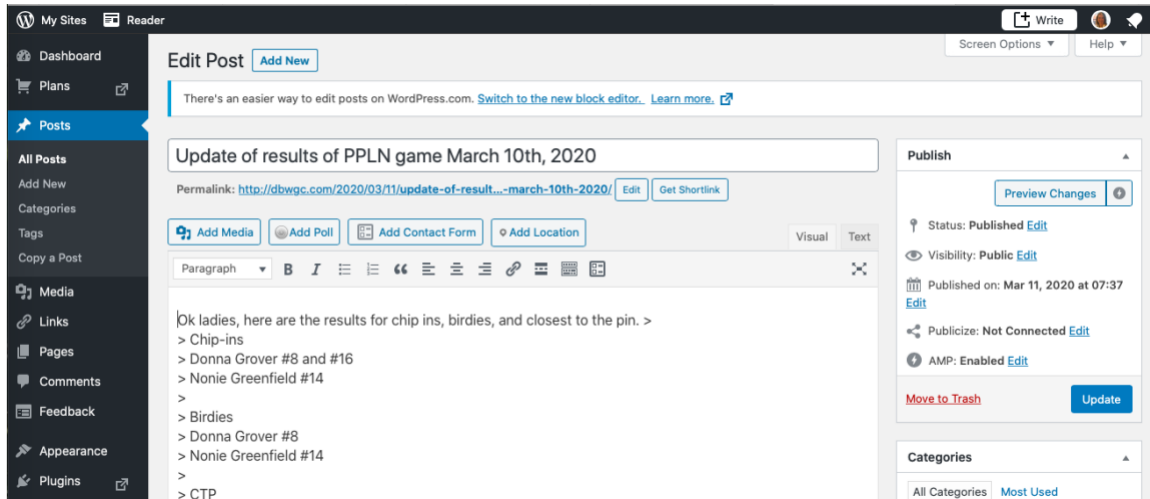 My Sites Reader Write
Screen Options ▼ Help ▼
Dashboard
Plans
Posts
All Posts
Add New
Categories
Tags
Copy a Post
Media
Links
Pages
Comments
Feedback
Appearance
Plugins
Edit Post Add New
There's an easier way to edit posts on WordPress.com. Switch to the new block editor. Learn more.
Update of results of PPLN game March 10th, 2020
Permalink: http://dbwgc.com/2020/03/11/update-of-result...-march-10th-2020/ Edit Get Shortlink
Add Media Add Poll Add Contact Form Add Location
Visual Text
Paragraph ▼ B I
Ok ladies, here are the results for chip ins, birdies, and closest to the pin. >
> Chip-ins
> Donna Grover #8 and #16
> Nonie Greenfield #14
>
> Birdies
> Donna Grover #8
> Nonie Greenfield #14
>
> CTP
Publish
Preview Changes
Status: Published Edit
Visibility: Public Edit
Published on: Mar 11, 2020 at 07:37
Edit
Publicize: Not Connected Edit
AMP: Enabled Edit
Move to Trash Update
Categories
All Categories Most Used